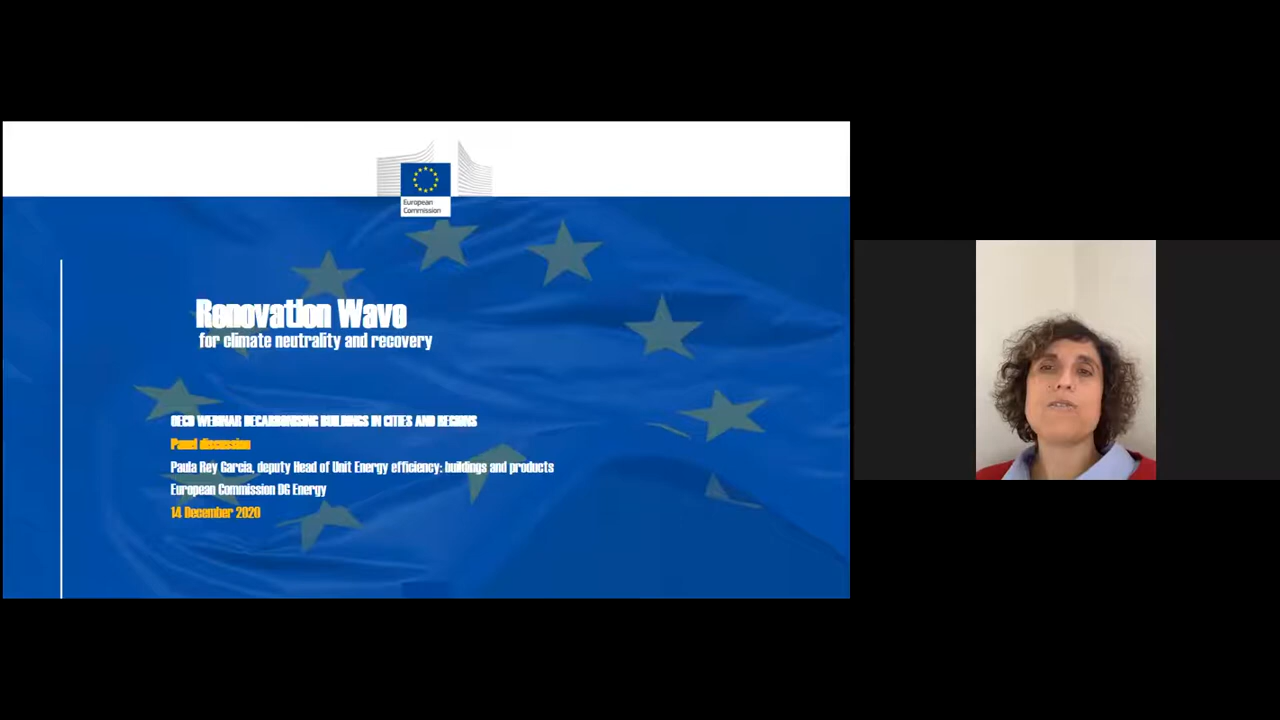 European
Commission
Renovation Wave
for climate neutrality and recovery
OECD WEBINAR DECARBONISING BUILDINGS IN CITIES AND REGIONS
Panel discussion
Paula Rey Garcia, deputy Head of Unit Energy efficiency: buildings and products
European Commission DG Energy
14 December 2020